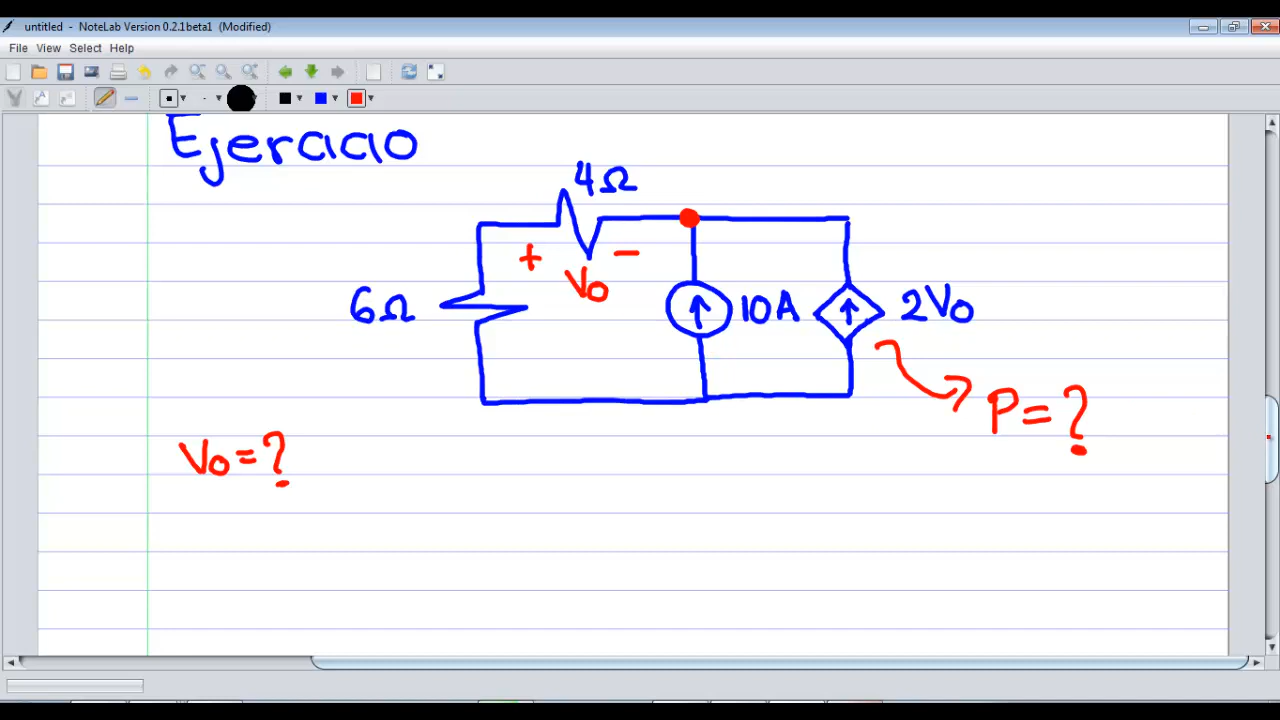 untitled - NoteLab Version 0.2.1beta1 (Modified)
File View Select Help
Ejercicio
4Ω
+ Vo −
6Ω
10A
2Vo
P=?
Vo=?